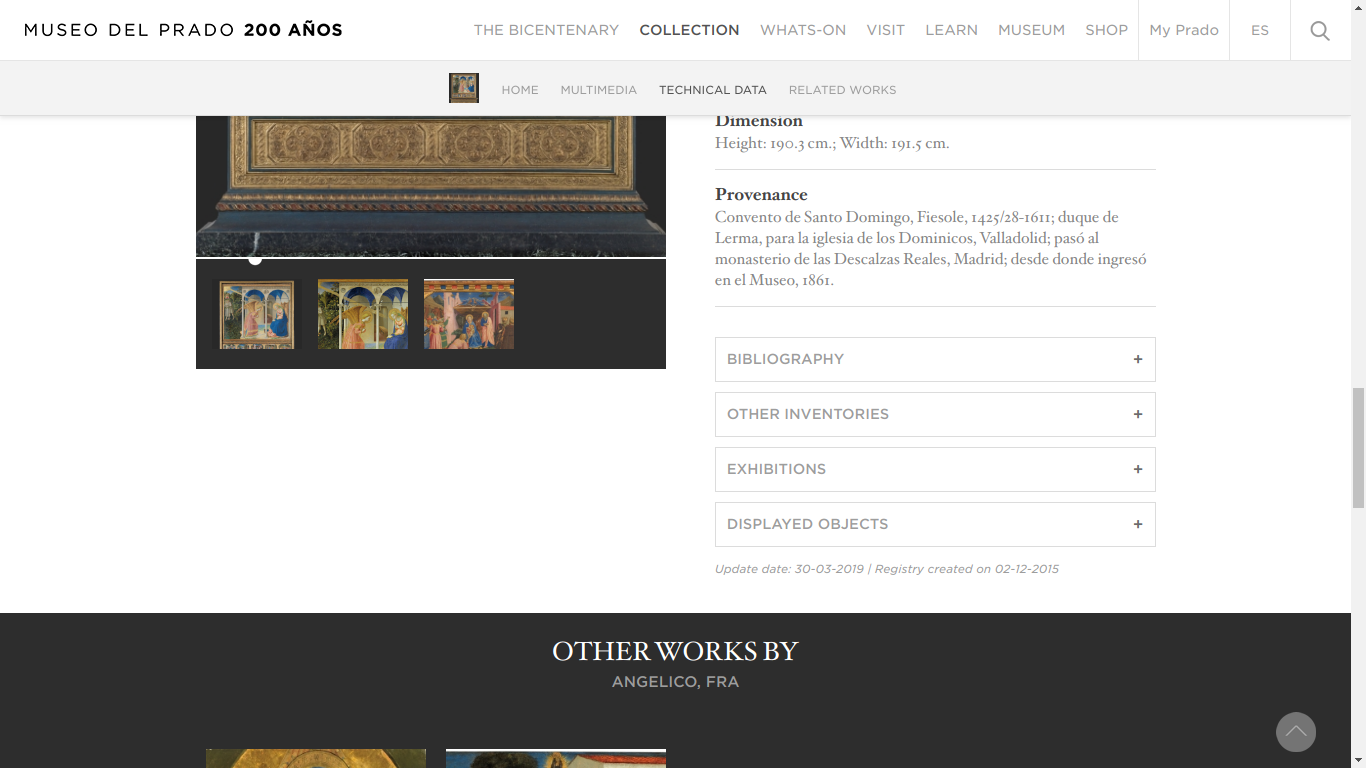 MUSEO DEL PRADO 200 AÑOS
THE BICENTENARY COLLECTION WHATS-ON VISIT LEARN MUSEUM SHOP My Prado ES
HOME MULTIMEDIA TECHNICAL DATA RELATED WORKS
Dimension
Height: 190.3 cm.; Width: 191.5 cm.
Provenance
Convento de Santo Domingo, Fiesole, 1425/28-1611; duque de
Lerma, para la iglesia de los Dominicos, Valladolid; pasó al
monasterio de las Descalzas Reales, Madrid; desde donde ingresó
en el Museo, 1861.
BIBLIOGRAPHY +
OTHER INVENTORIES +
EXHIBITIONS +
DISPLAYED OBJECTS +
Update date: 30-03-2019 | Registry created on 02-12-2015
OTHER WORKS BY
ANGELICO, FRA